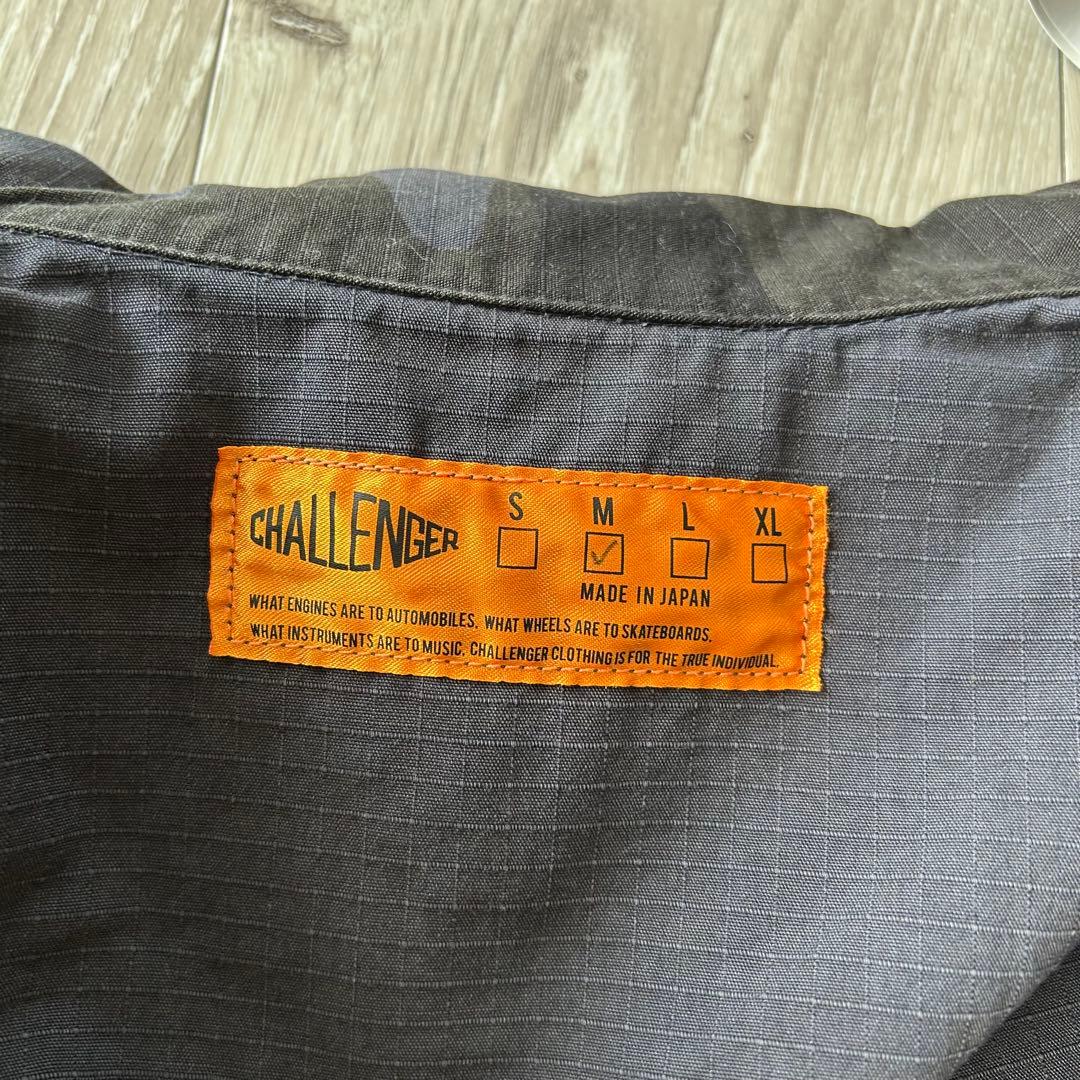 CHALLENGER
S M L XL
MADE IN JAPAN
WHAT ENGINES ARE TO AUTOMOBILES, WHAT WHEELS ARE TO SKATEBOARDS,
WHAT INSTRUMENTS ARE TO MUSIC, CHALLENGER CLOTHING IS FOR THE TRUE INDIVIDUAL.